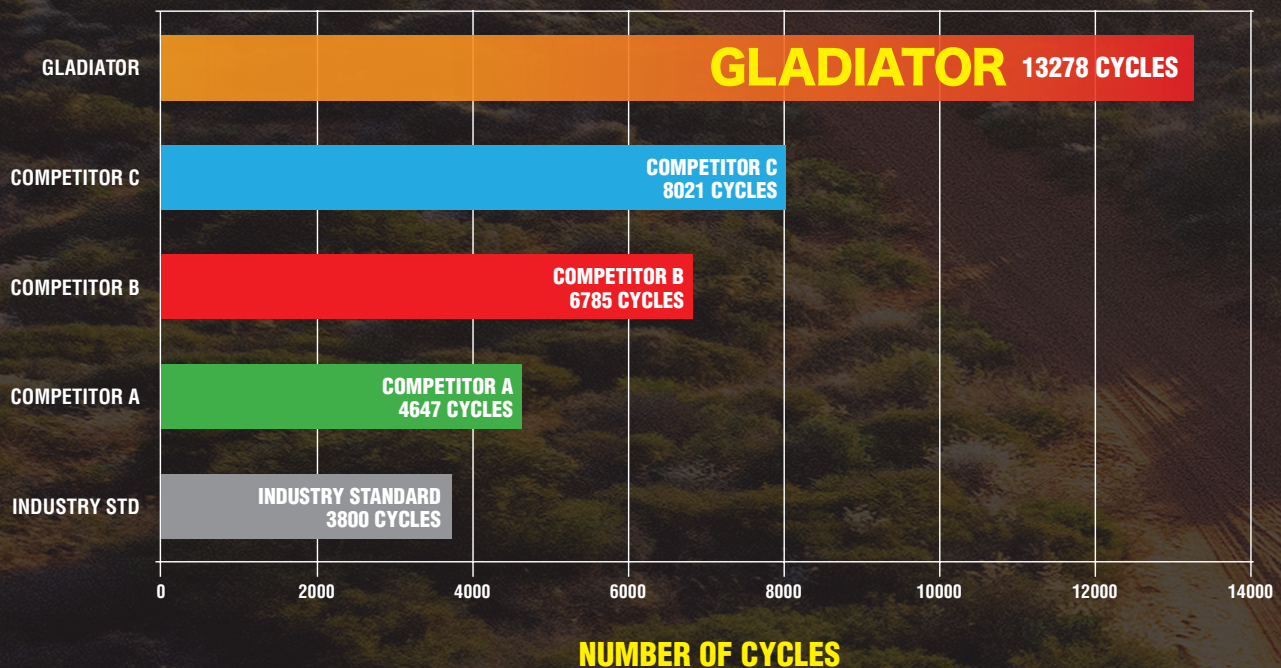 GLADIATOR
GLADIATOR 13278 CYCLES
COMPETITOR C
COMPETITOR C
8021 CYCLES
COMPETITOR B
COMPETITOR B
6785 CYCLES
COMPETITOR A
COMPETITOR A
4647 CYCLES
INDUSTRY STD
INDUSTRY STANDARD
3800 CYCLES
0 2000 4000 6000 8000 10000 12000 14000
NUMBER OF CYCLES